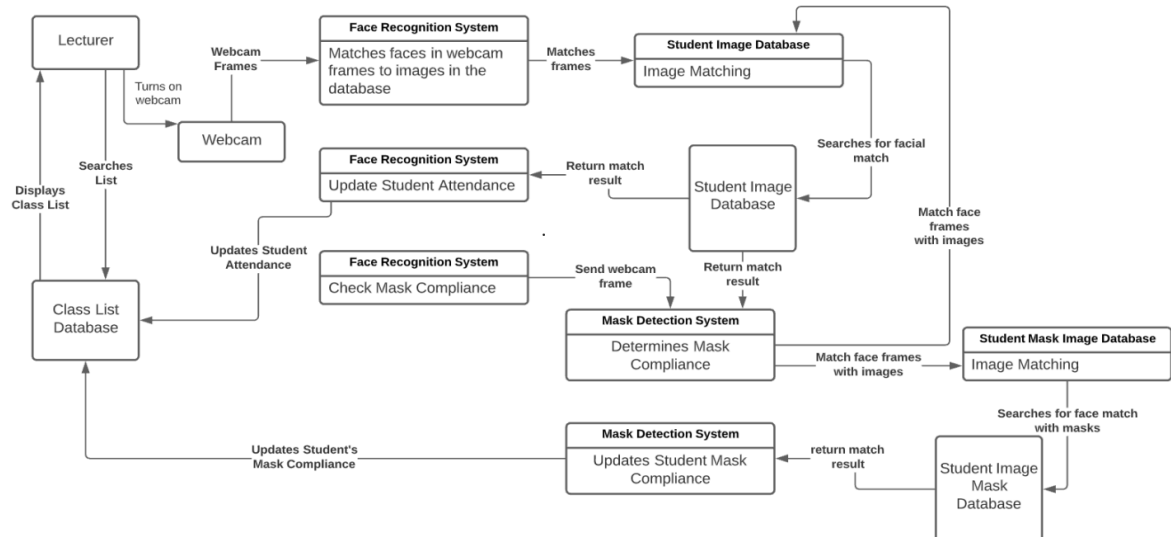 Lecturer
Turns on
webcam
Webcam
Frames
Webcam
Face Recognition System
Matches faces in webcam
frames to images in the
database
Matches
frames
Student Image Database
Image Matching
Searches for facial
match
Student Image
Database
Return match
result
Face Recognition System
Update Student Attendance
Updates Student
Attendance
Searches
List
Displays
Class List
Class List
Database
Face Recognition System
Check Mask Compliance
Send webcam
frame
Return match
result
Match face
frames
with images
Mask Detection System
Determines Mask
Compliance
Match face frames
with images
Student Mask Image Database
Image Matching
Searches for face match
with masks
Student Image
Mask
Database
return match
result
Mask Detection System
Updates Student Mask
Compliance
Updates Student's
Mask Compliance